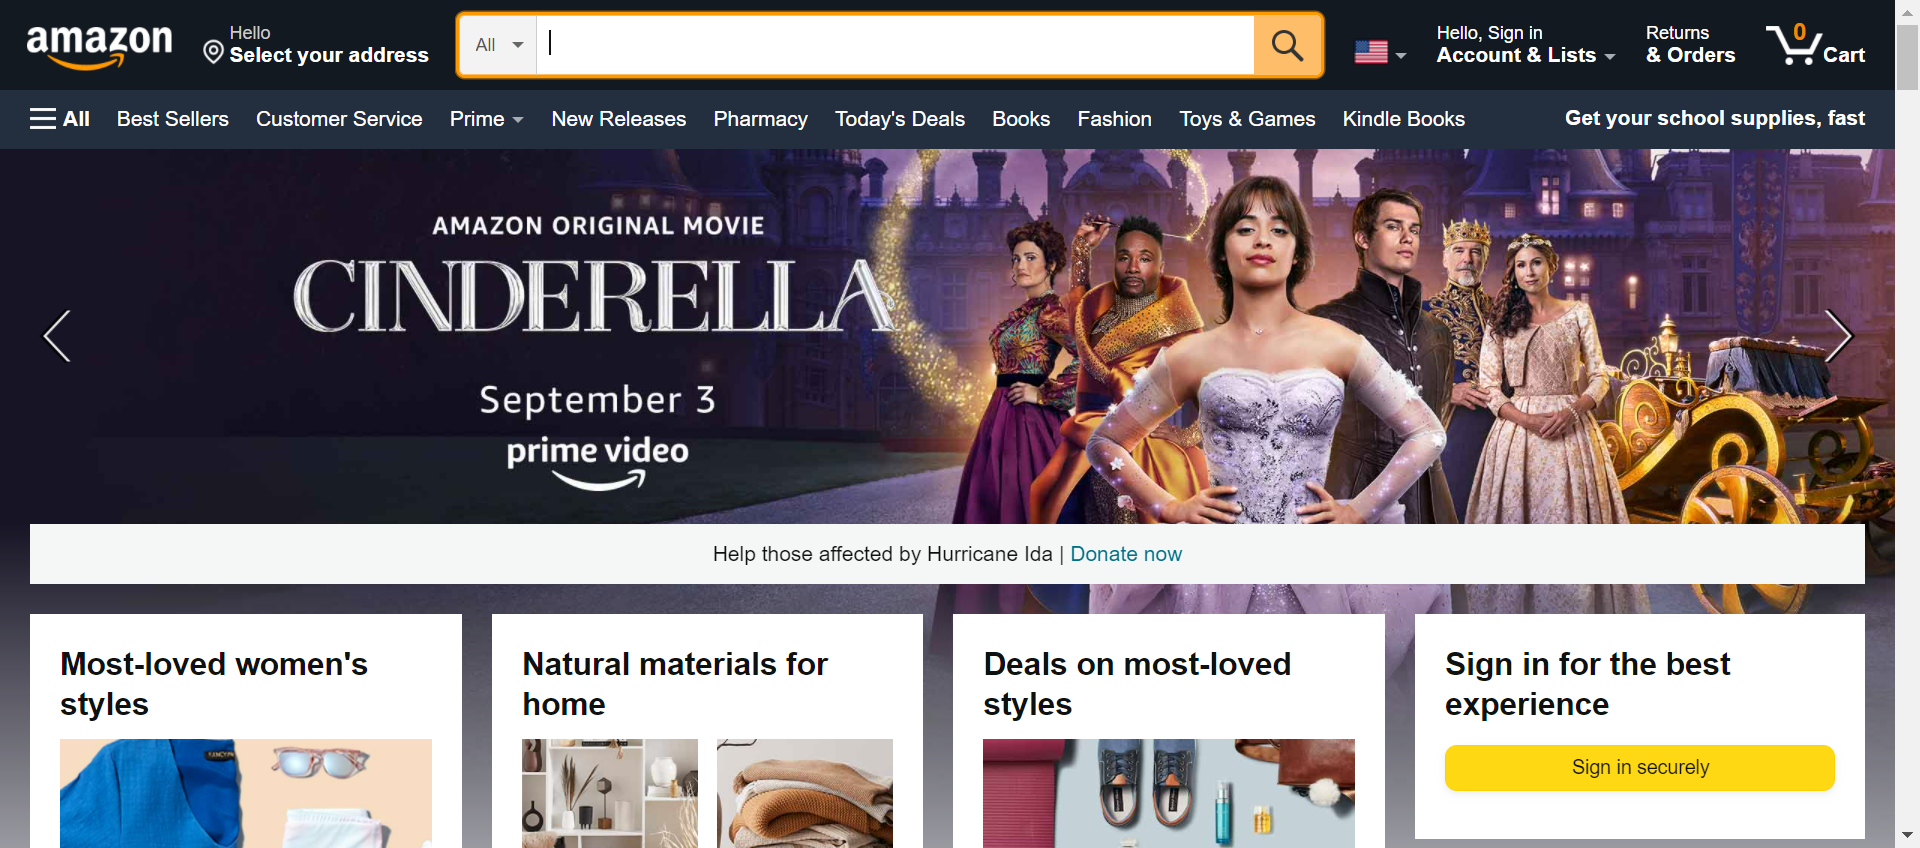 amazon
Hello
Select your address
All
Hello, Sign in
Account & Lists
Returns
& Orders
0
Cart
All
Best Sellers
Customer Service
Prime
New Releases
Pharmacy
Today's Deals
Books
Fashion
Toys & Games
Kindle Books
Get your school supplies, fast
AMAZON ORIGINAL MOVIE
CINDERELLA
September 3
prime video
Help those affected by Hurricane Ida | Donate now
Most-loved women's
styles
Natural materials for
home
Deals on most-loved
styles
Sign in for the best
experience
Sign in securely